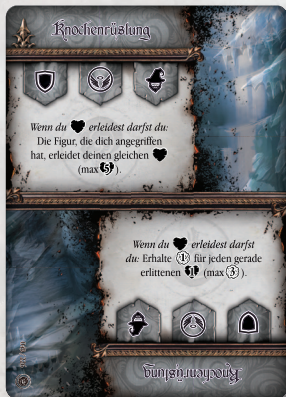 Knochenrüstung
Wenn du erleidest darfst du:
Die Figur, die dich angegriffen
hat, erleidet deinen gleichen
(max 5).
Wenn du erleidest darfst
du: Erhalte 1 für jeden gerade
erlittenen 1 (max 3).
Knochenrüstung